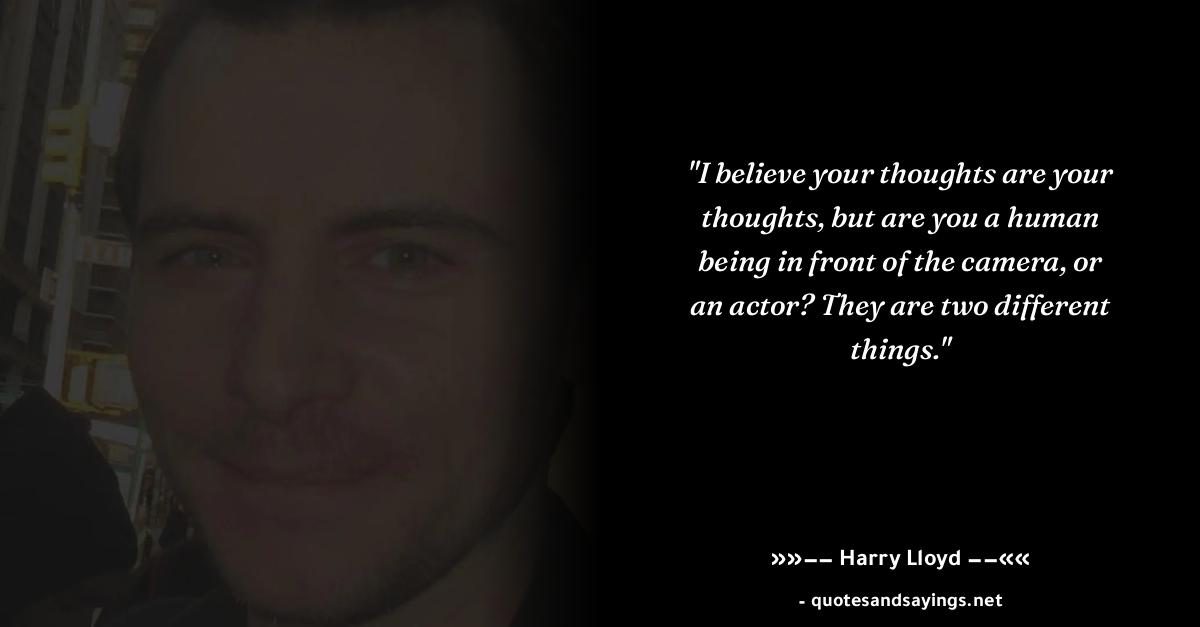 "I believe your thoughts are your
thoughts, but are you a human
being in front of the camera, or
an actor? They are two different
things."
»»−− Harry Lloyd −−««
- quotesandsayings.net